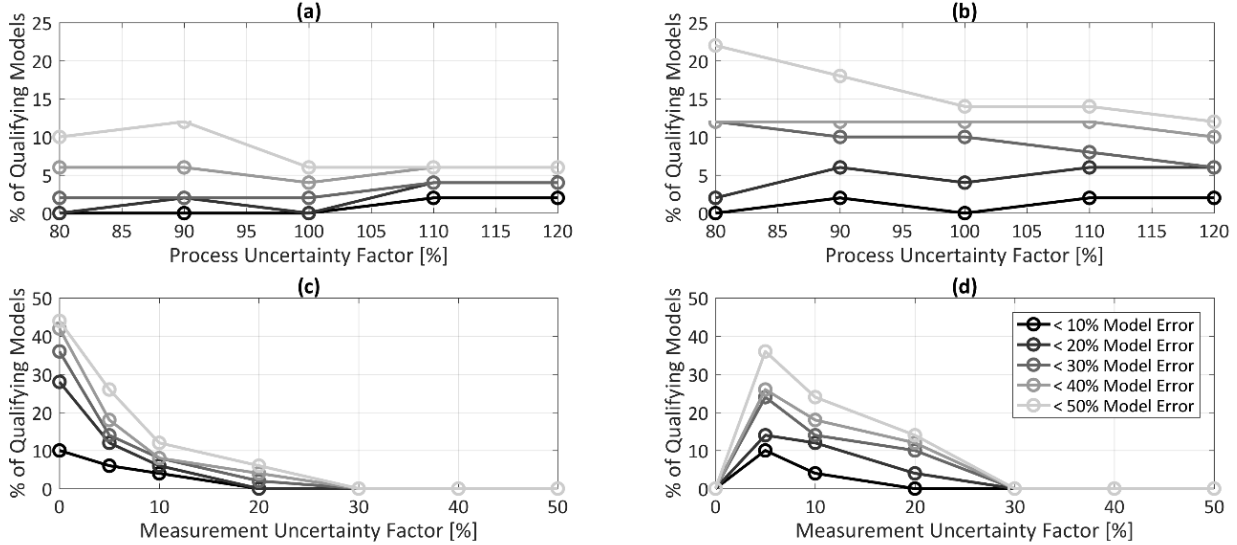 (a)
25
20
15
10
5
0
% of Qualifying Models
80 85 90 95 100 105 110 115 120
Process Uncertainty Factor [%]
(b)
25
20
15
10
5
0
% of Qualifying Models
80 85 90 95 100 105 110 115 120
Process Uncertainty Factor [%]
(c)
50
40
30
20
10
0
% of Qualifying Models
0 10 20 30 40 50
Measurement Uncertainty Factor [%]
(d)
50
40
30
20
10
0
% of Qualifying Models
< 10% Model Error
< 20% Model Error
< 30% Model Error
< 40% Model Error
< 50% Model Error
0 10 20 30 40 50
Measurement Uncertainty Factor [%]